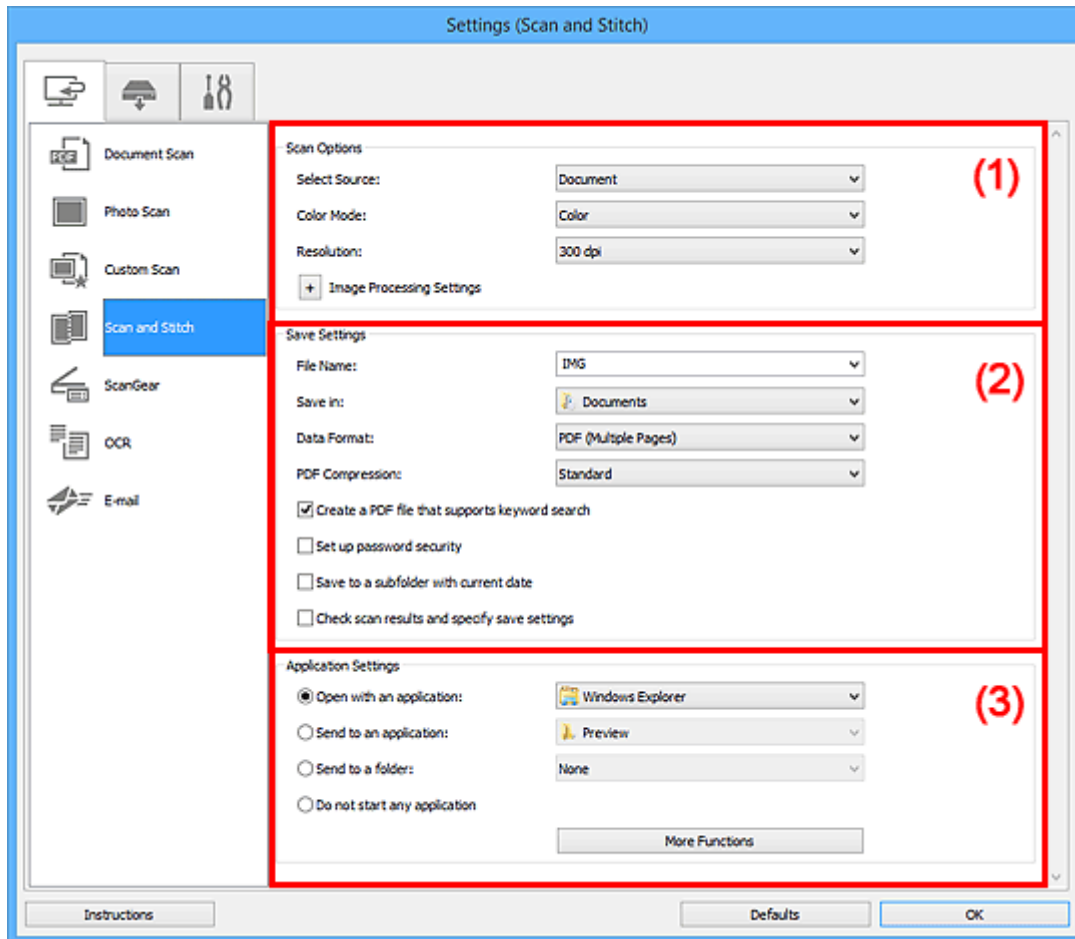 Settings (Scan and Stitch)
Document Scan
Photo Scan
Custom Scan
Scan and Stitch
ScanGear
OCR
E-mail
Scan Options
(1)
Select Source: Document
Color Mode: Color
Resolution: 300 dpi
+ Image Processing Settings
Save Settings
(2)
File Name: IMG
Save in: Documents
Data Format: PDF (Multiple Pages)
PDF Compression: Standard
Create a PDF file that supports keyword search
Set up password security
Save to a subfolder with current date
Check scan results and specify save settings
Application Settings
(3)
Open with an application: Windows Explorer
Send to an application: Preview
Send to a folder: None
Do not start any application
More Functions
Instructions Defaults OK